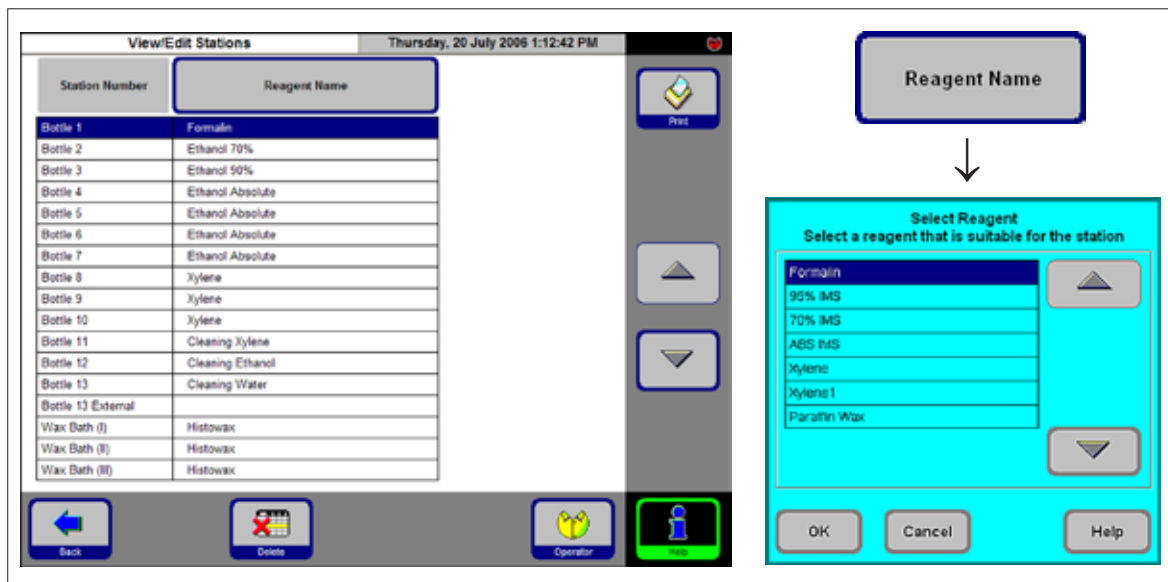 View/Edit Stations Thursday, 20 July 2006 1:12:42 PM
Station Number Reagent Name
Bottle 1 Formalin
Bottle 2 Ethanol 70%
Bottle 3 Ethanol 90%
Bottle 4 Ethanol Absolute
Bottle 5 Ethanol Absolute
Bottle 6 Ethanol Absolute
Bottle 7 Ethanol Absolute
Bottle 8 Xylene
Bottle 9 Xylene
Bottle 10 Xylene
Bottle 11 Cleaning Xylene
Bottle 12 Cleaning Ethanol
Bottle 13 Cleaning Water
Bottle 13 External
Wax Bath (I) Histowax
Wax Bath (II) Histowax
Wax Bath (III) Histowax
Print
Back Delete Operator Help
Reagent Name
Select Reagent
Select a reagent that is suitable for the station
Formalin
95% IMS
70% IMS
ABS IMS
Xylene
Xylene1
Paraffin Wax
OK Cancel Help